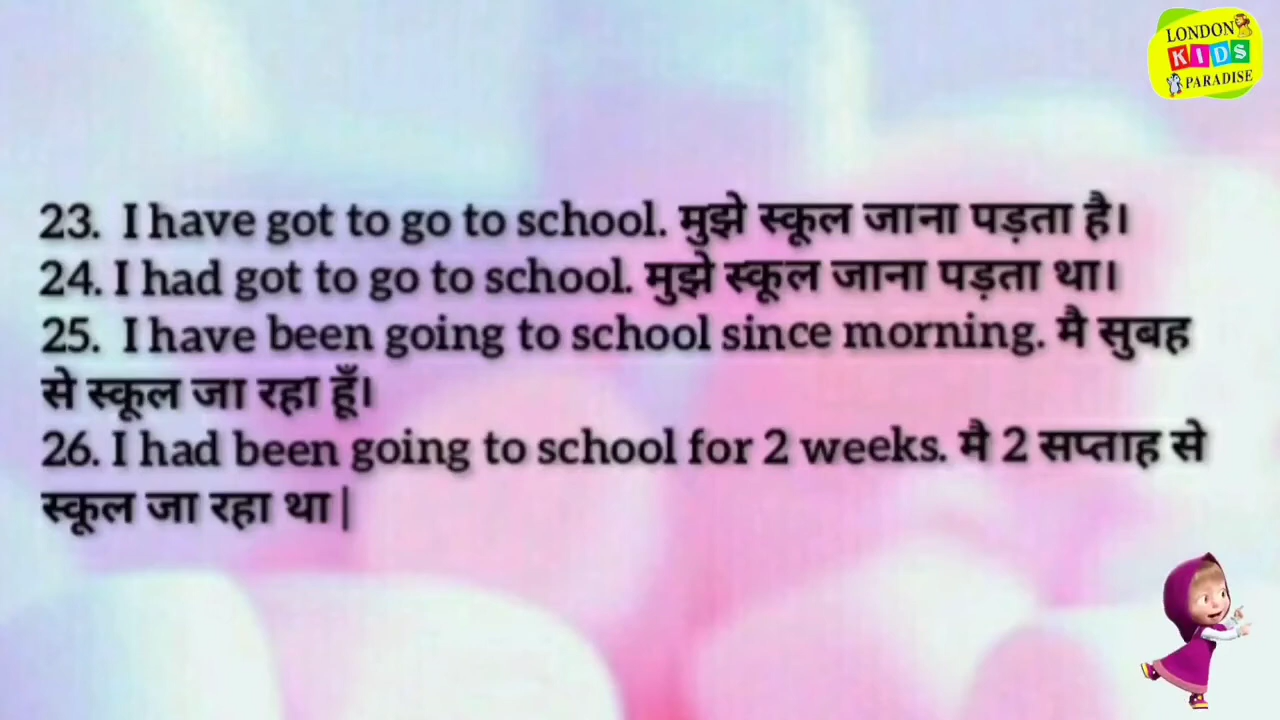 LONDON
KIDS
PARADISE
23. I have got to go to school. मुझे स्कूल जाना पड़ता है।
24. I had got to go to school. मुझे स्कूल जाना पड़ता था।
25. I have been going to school since morning. मै सुबह
से स्कूल जा रहा हूँ।
26. I had been going to school for 2 weeks. मै 2 सप्ताह से
स्कूल जा रहा था|